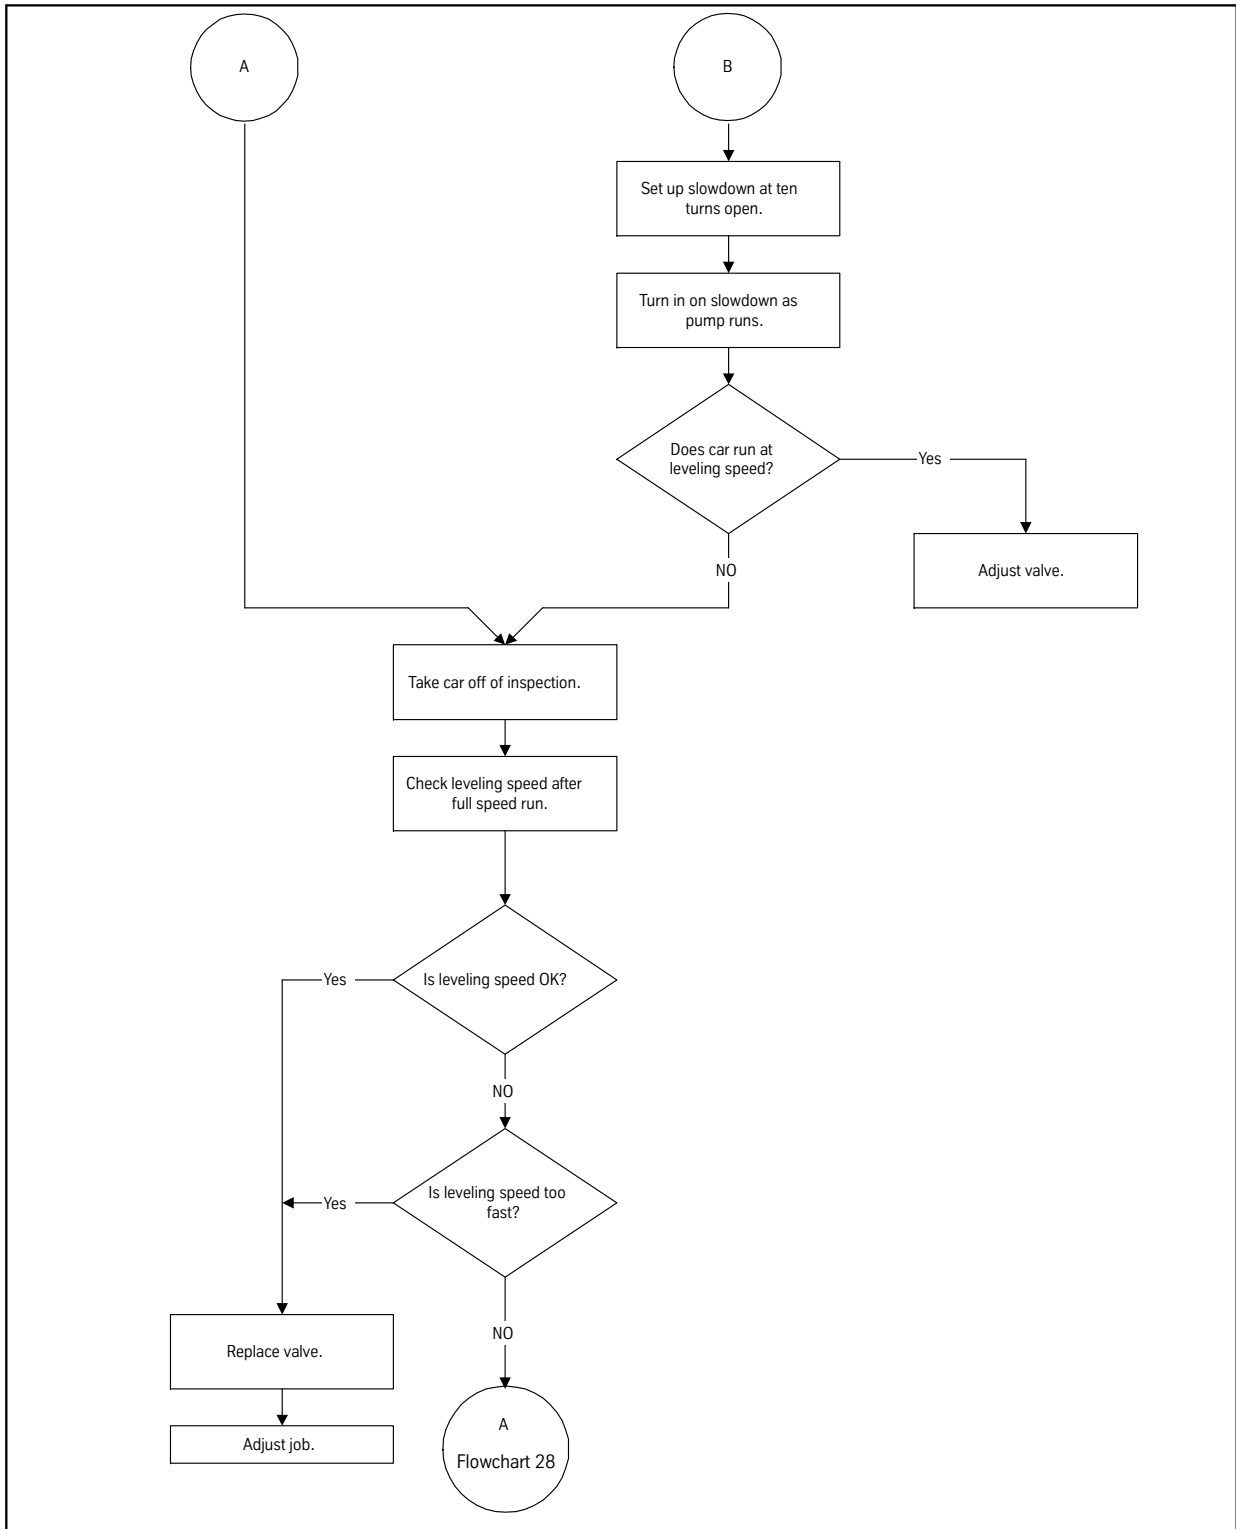 A
B
Set up slowdown at ten
turns open.
Turn in on slowdown as
pump runs.
Does car run at
leveling speed?
Yes
Adjust valve.
NO
Take car off of inspection.
Check leveling speed after
full speed run.
Yes
Is leveling speed OK?
NO
Is leveling speed too
fast?
Yes
NO
Replace valve.
Adjust job.
A
Flowchart 28